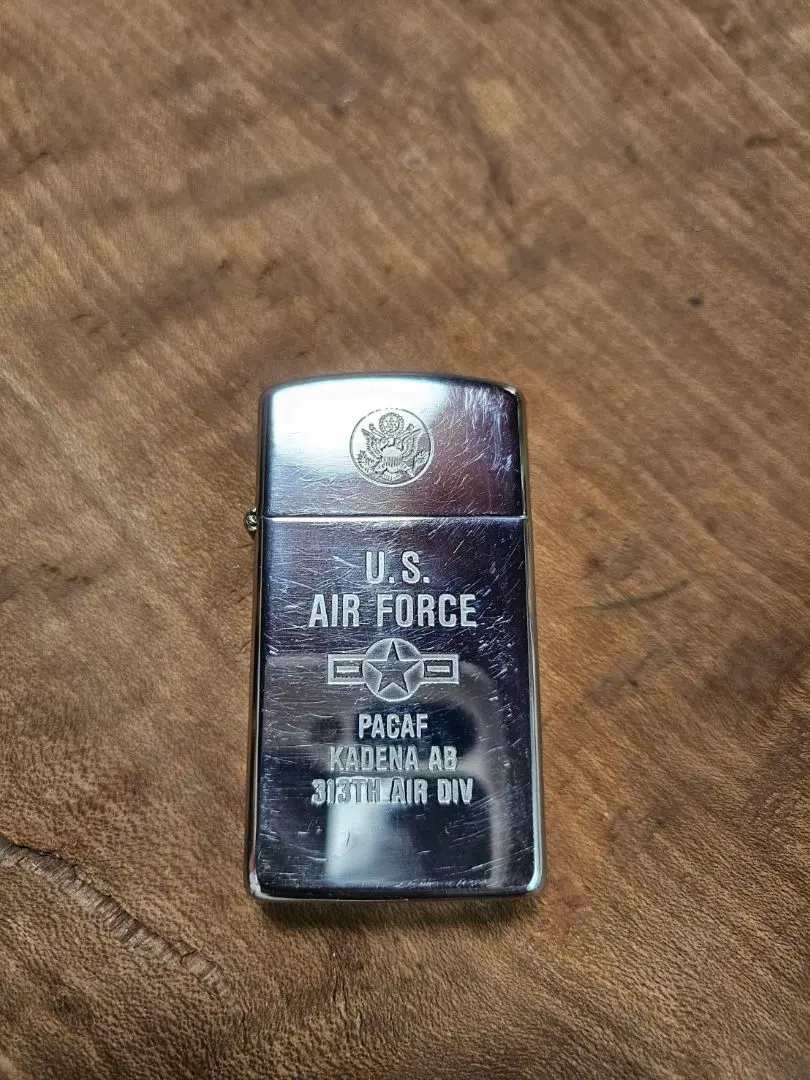 U.S.
AIR FORCE
PACAF
KADENA AB
313TH AIR DIV